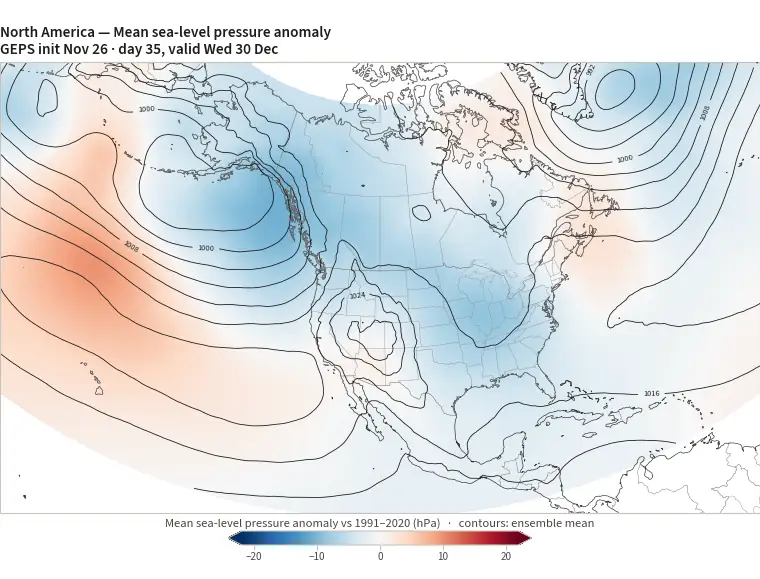 North America — Mean sea-level pressure anomaly
GEPS init Nov 26 · day 35, valid Wed 30 Dec
992
1000
1008
1000
1008
1000
1024
1016
Mean sea-level pressure anomaly vs 1991–2020 (hPa) · contours: ensemble mean
−20 −10 0 10 20